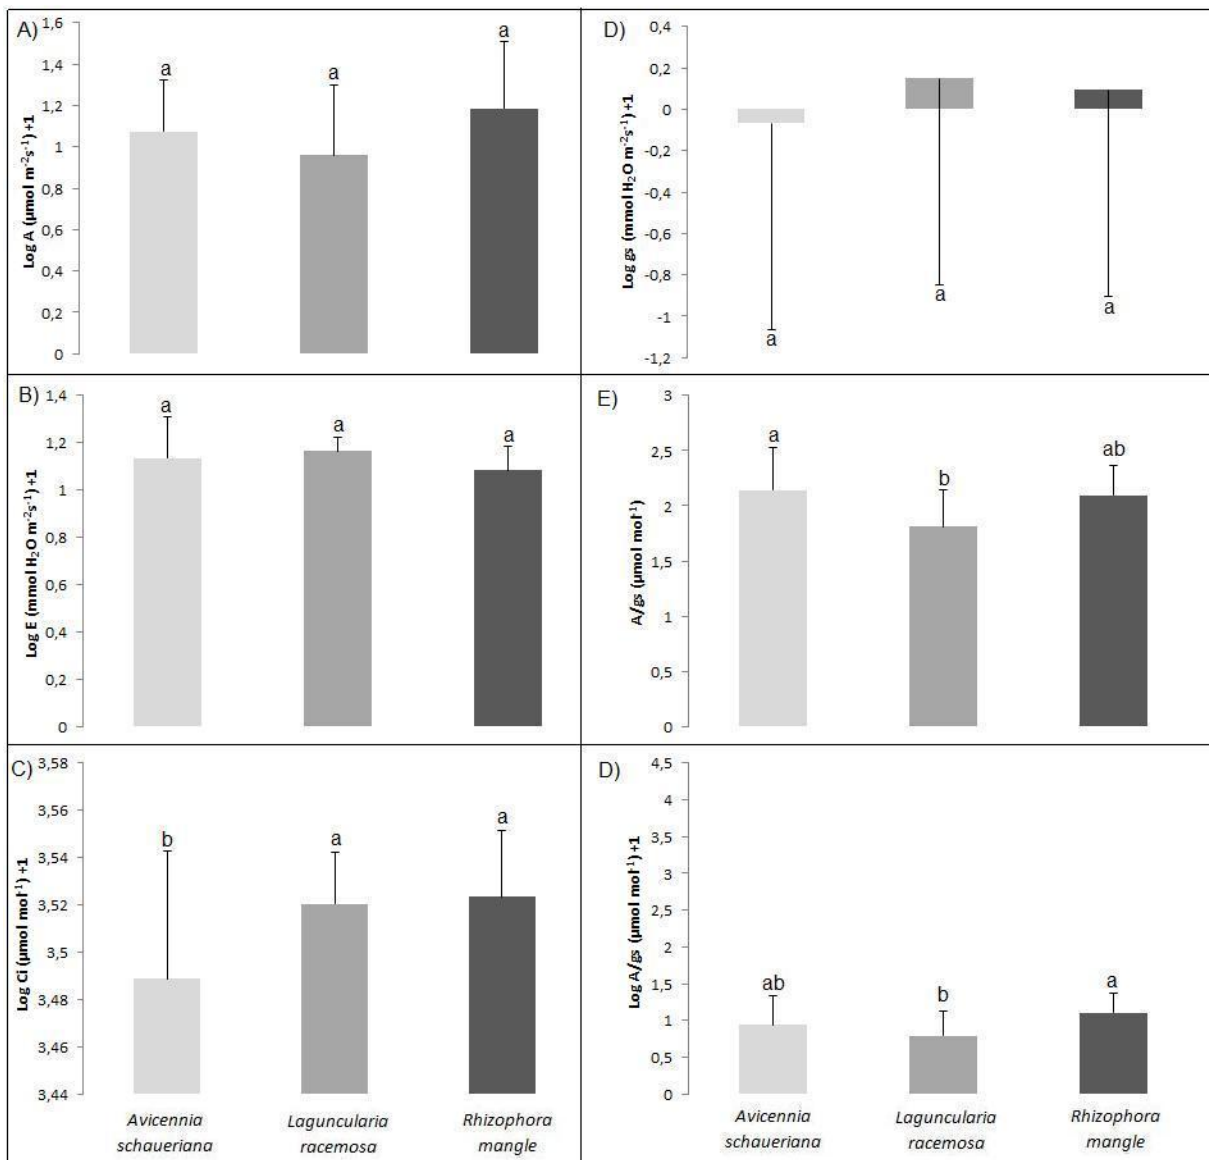 A)
Log A (µmol m⁻²s⁻¹) +1
1,6
1,4
1,2
1
0,8
0,6
0,4
0,2
0
a
a
a
D)
Log gs (mmol H₂O m⁻²s⁻¹) +1
0,4
0,2
0
-0,2
-0,4
-0,6
-0,8
-1
-1,2
a
a
a
B)
Log E (mmol H₂O m⁻²s⁻¹) +1
1,4
1,2
1
0,8
0,6
0,4
0,2
0
a
a
a
E)
A/gs (µmol mol⁻¹)
3
2,5
2
1,5
1
0,5
0
a
b
ab
C)
Log Ci (µmol mol⁻¹) +1
3,58
3,56
3,54
3,52
3,5
3,48
3,46
3,44
b
a
a
Avicennia
schaueriana
Laguncularia
racemosa
Rhizophora
mangle
D)
Log A/gs (µmol mol⁻¹) +1
4,5
4
3,5
3
2,5
2
1,5
1
0,5
0
ab
b
a
Avicennia
schaueriana
Laguncularia
racemosa
Rhizophora
mangle